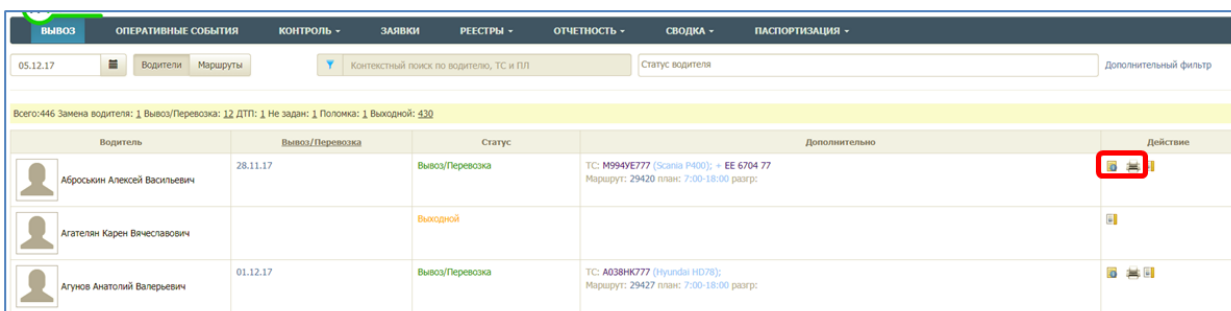 ВЫВОЗ ОПЕРАТИВНЫЕ СОБЫТИЯ КОНТРОЛЬ ЗАЯВКИ РЕЕСТРЫ ОТЧЕТНОСТЬ СВОДКА ПАСПОРТИЗАЦИЯ
05.12.17 Водители Маршруты Контекстный поиск по водителю, ТС и ПЛ Статус водителя Дополнительный фильтр
Всего:446 Замена водителя: 1 Вывоз/Перевозка: 12 ДТП: 1 Не задан: 1 Поломка: 1 Выходной: 430
Водитель Вывоз/Перевозка Статус Дополнительно Действие
28.11.17 Вывоз/Перевозка ТС: М994УЕ777 (Scania P400); + ЕЕ 6704 77
Маршрут: 29420 план: 7:00-18:00 разгр:
Аброськин Алексей Васильевич
Выходной
Агателян Карен Вячеславович
01.12.17 Вывоз/Перевозка ТС: А038НК777 (Hyundai HD78);
Маршрут: 29427 план: 7:00-18:00 разгр:
Агунов Анатолий Валерьевич